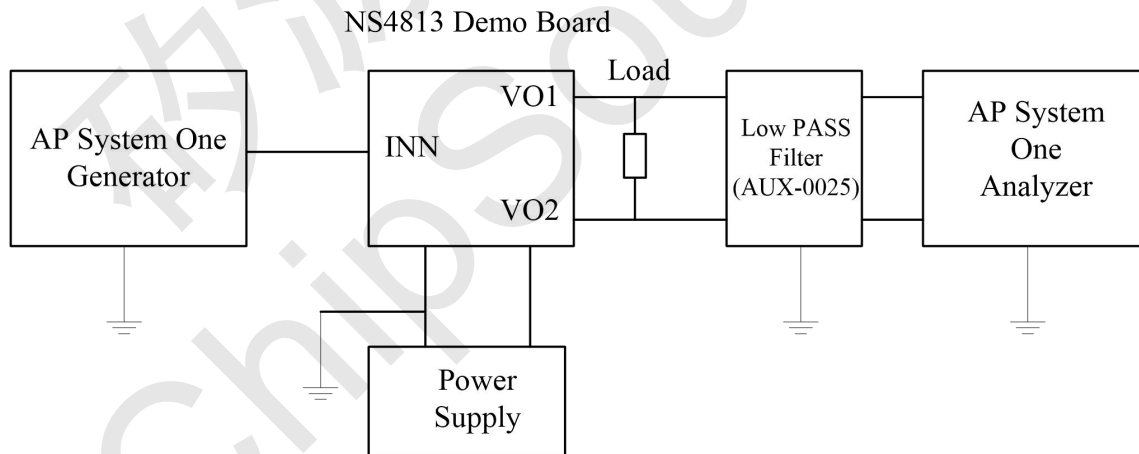 NS4813 Demo Board
AP System One
Generator
INN
VO1
VO2
Load
Low PASS
Filter
(AUX-0025)
AP System
One
Analyzer
Power
Supply
ChipSou